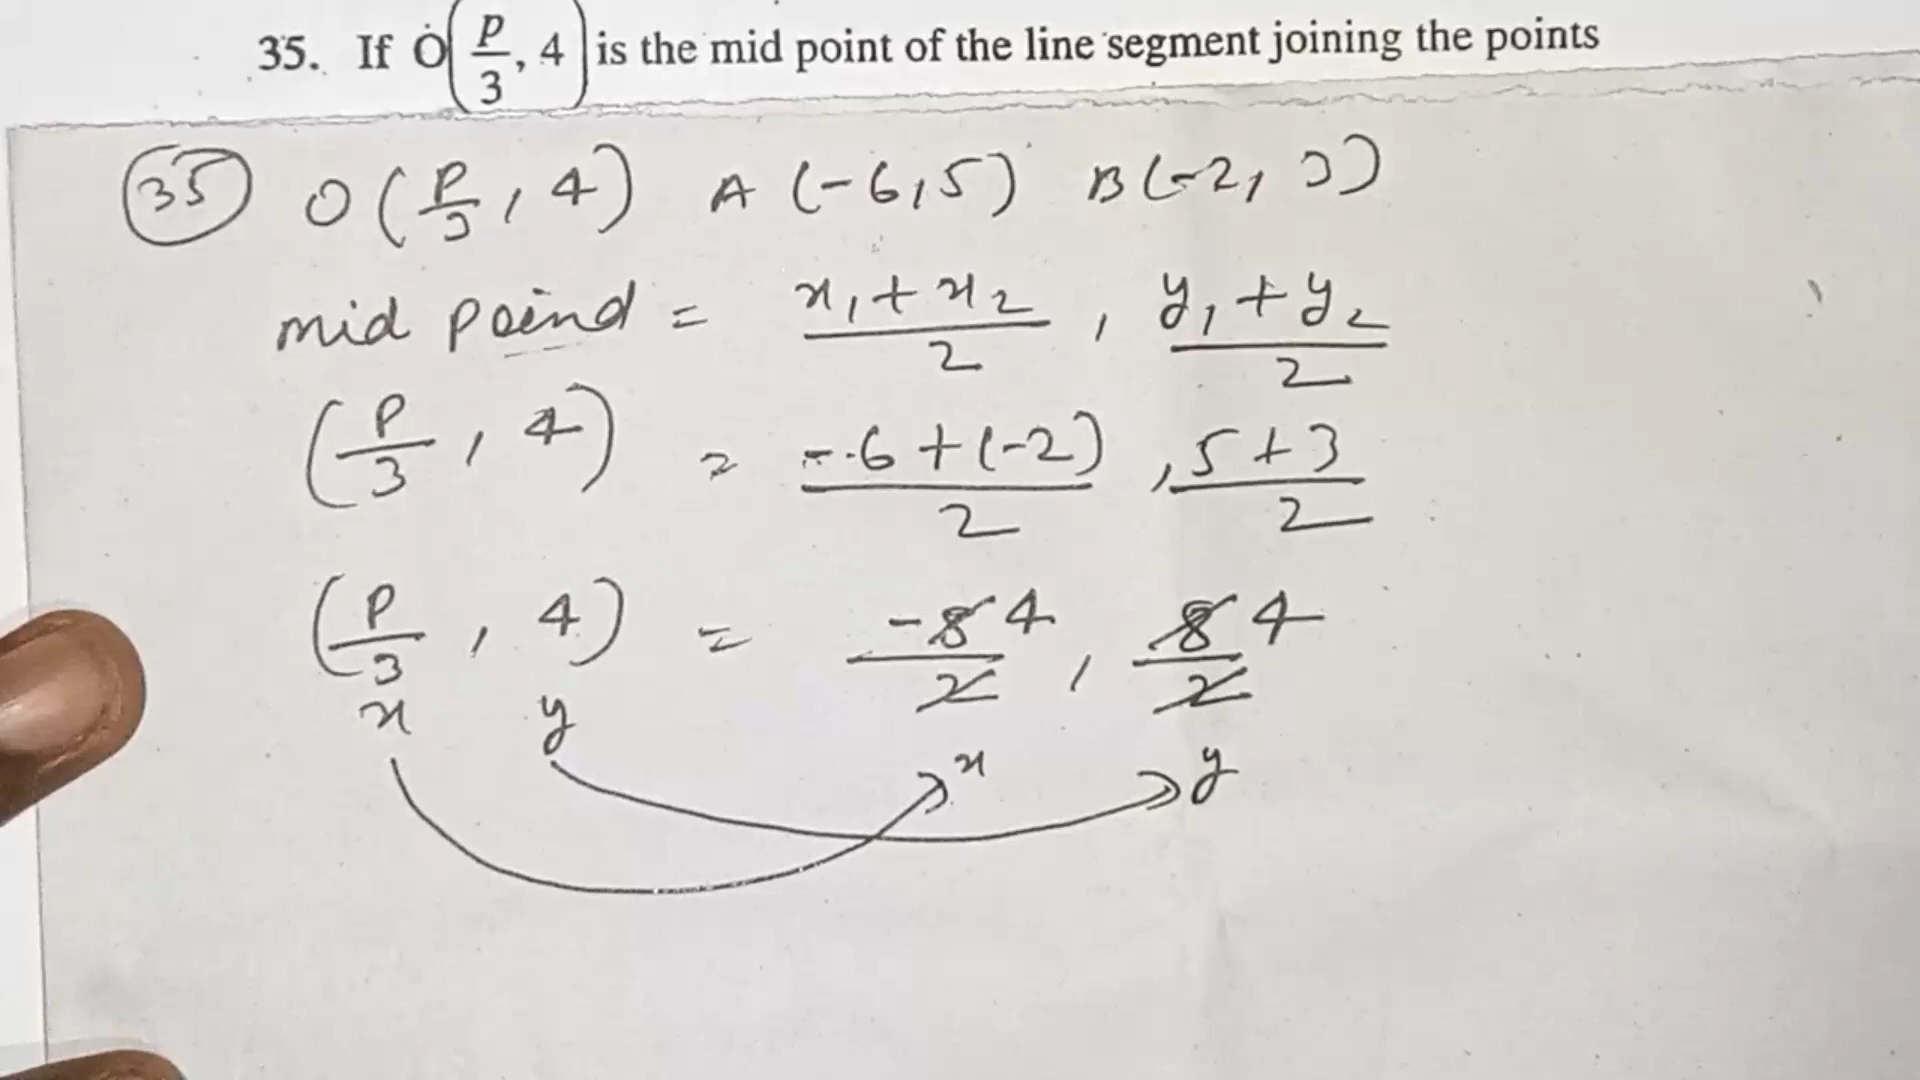 35. If O(P/3, 4) is the mid point of the line segment joining the points
35 O(P/3, 4) A(-6,5) B(-2, 3)
mid poind = x₁+x₂/2, y₁+y₂/2
(P/3, 4) = -6+(-2)/2, 5+3/2
(P/3, 4) = -8/2 4, 8/2 4
x y
x y